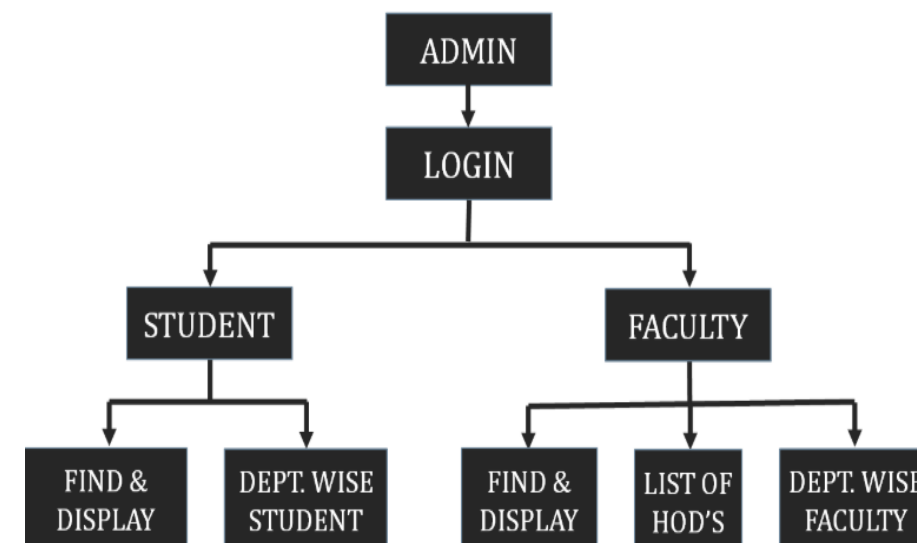 ADMIN
LOGIN
STUDENT
FACULTY
FIND &
DISPLAY
DEPT. WISE
STUDENT
FIND &
DISPLAY
LIST OF
HOD'S
DEPT. WISE
FACULTY